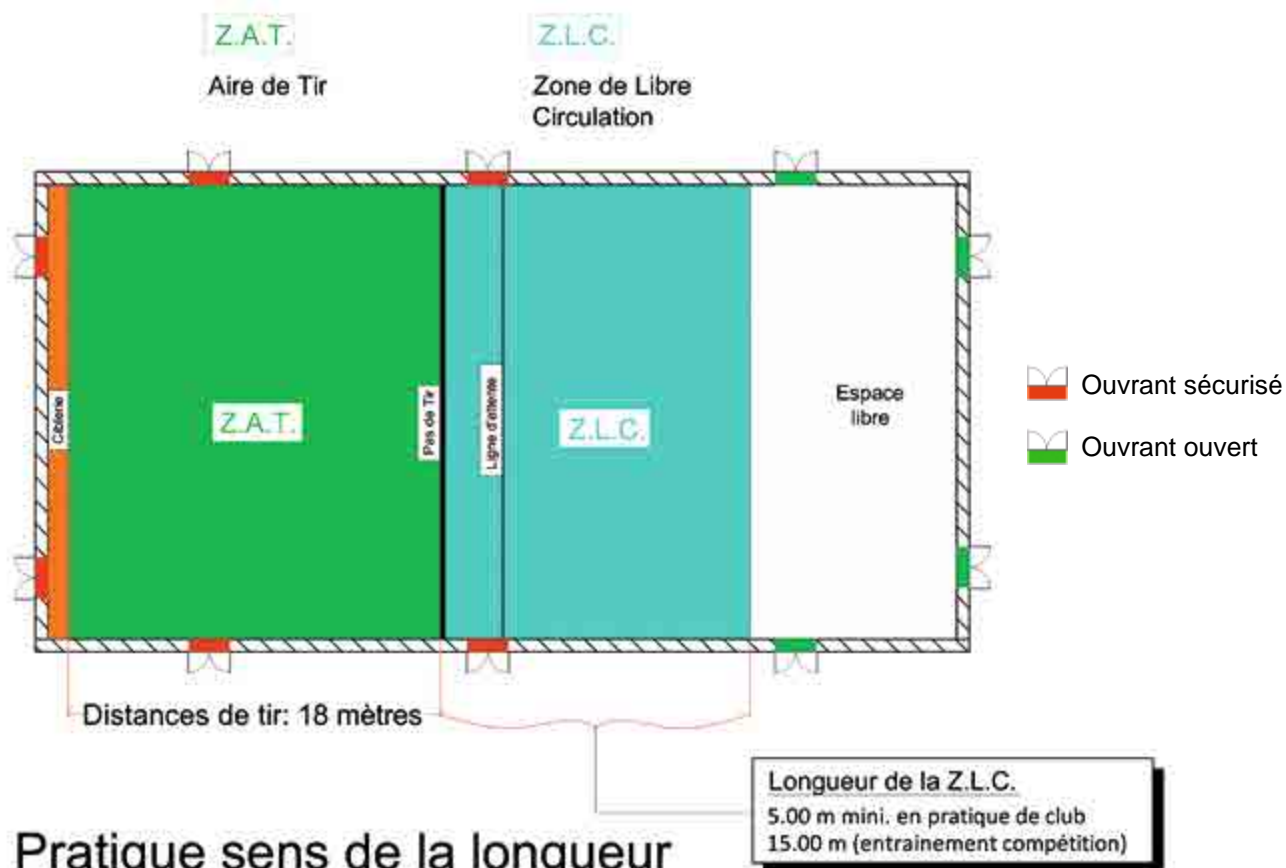 Z.A.T.
Aire de Tir
Z.L.C.
Zone de Libre
Circulation
Ciblerie
Z.A.T.
Pas de Tir
Ligne d'attente
Z.L.C.
Espace
libre
Ouvrant sécurisé
Ouvrant ouvert
Distances de tir: 18 mètres
Longueur de la Z.L.C.
5.00 m mini. en pratique de club
15.00 m (entrainement compétition)
Pratique sens de la longueur